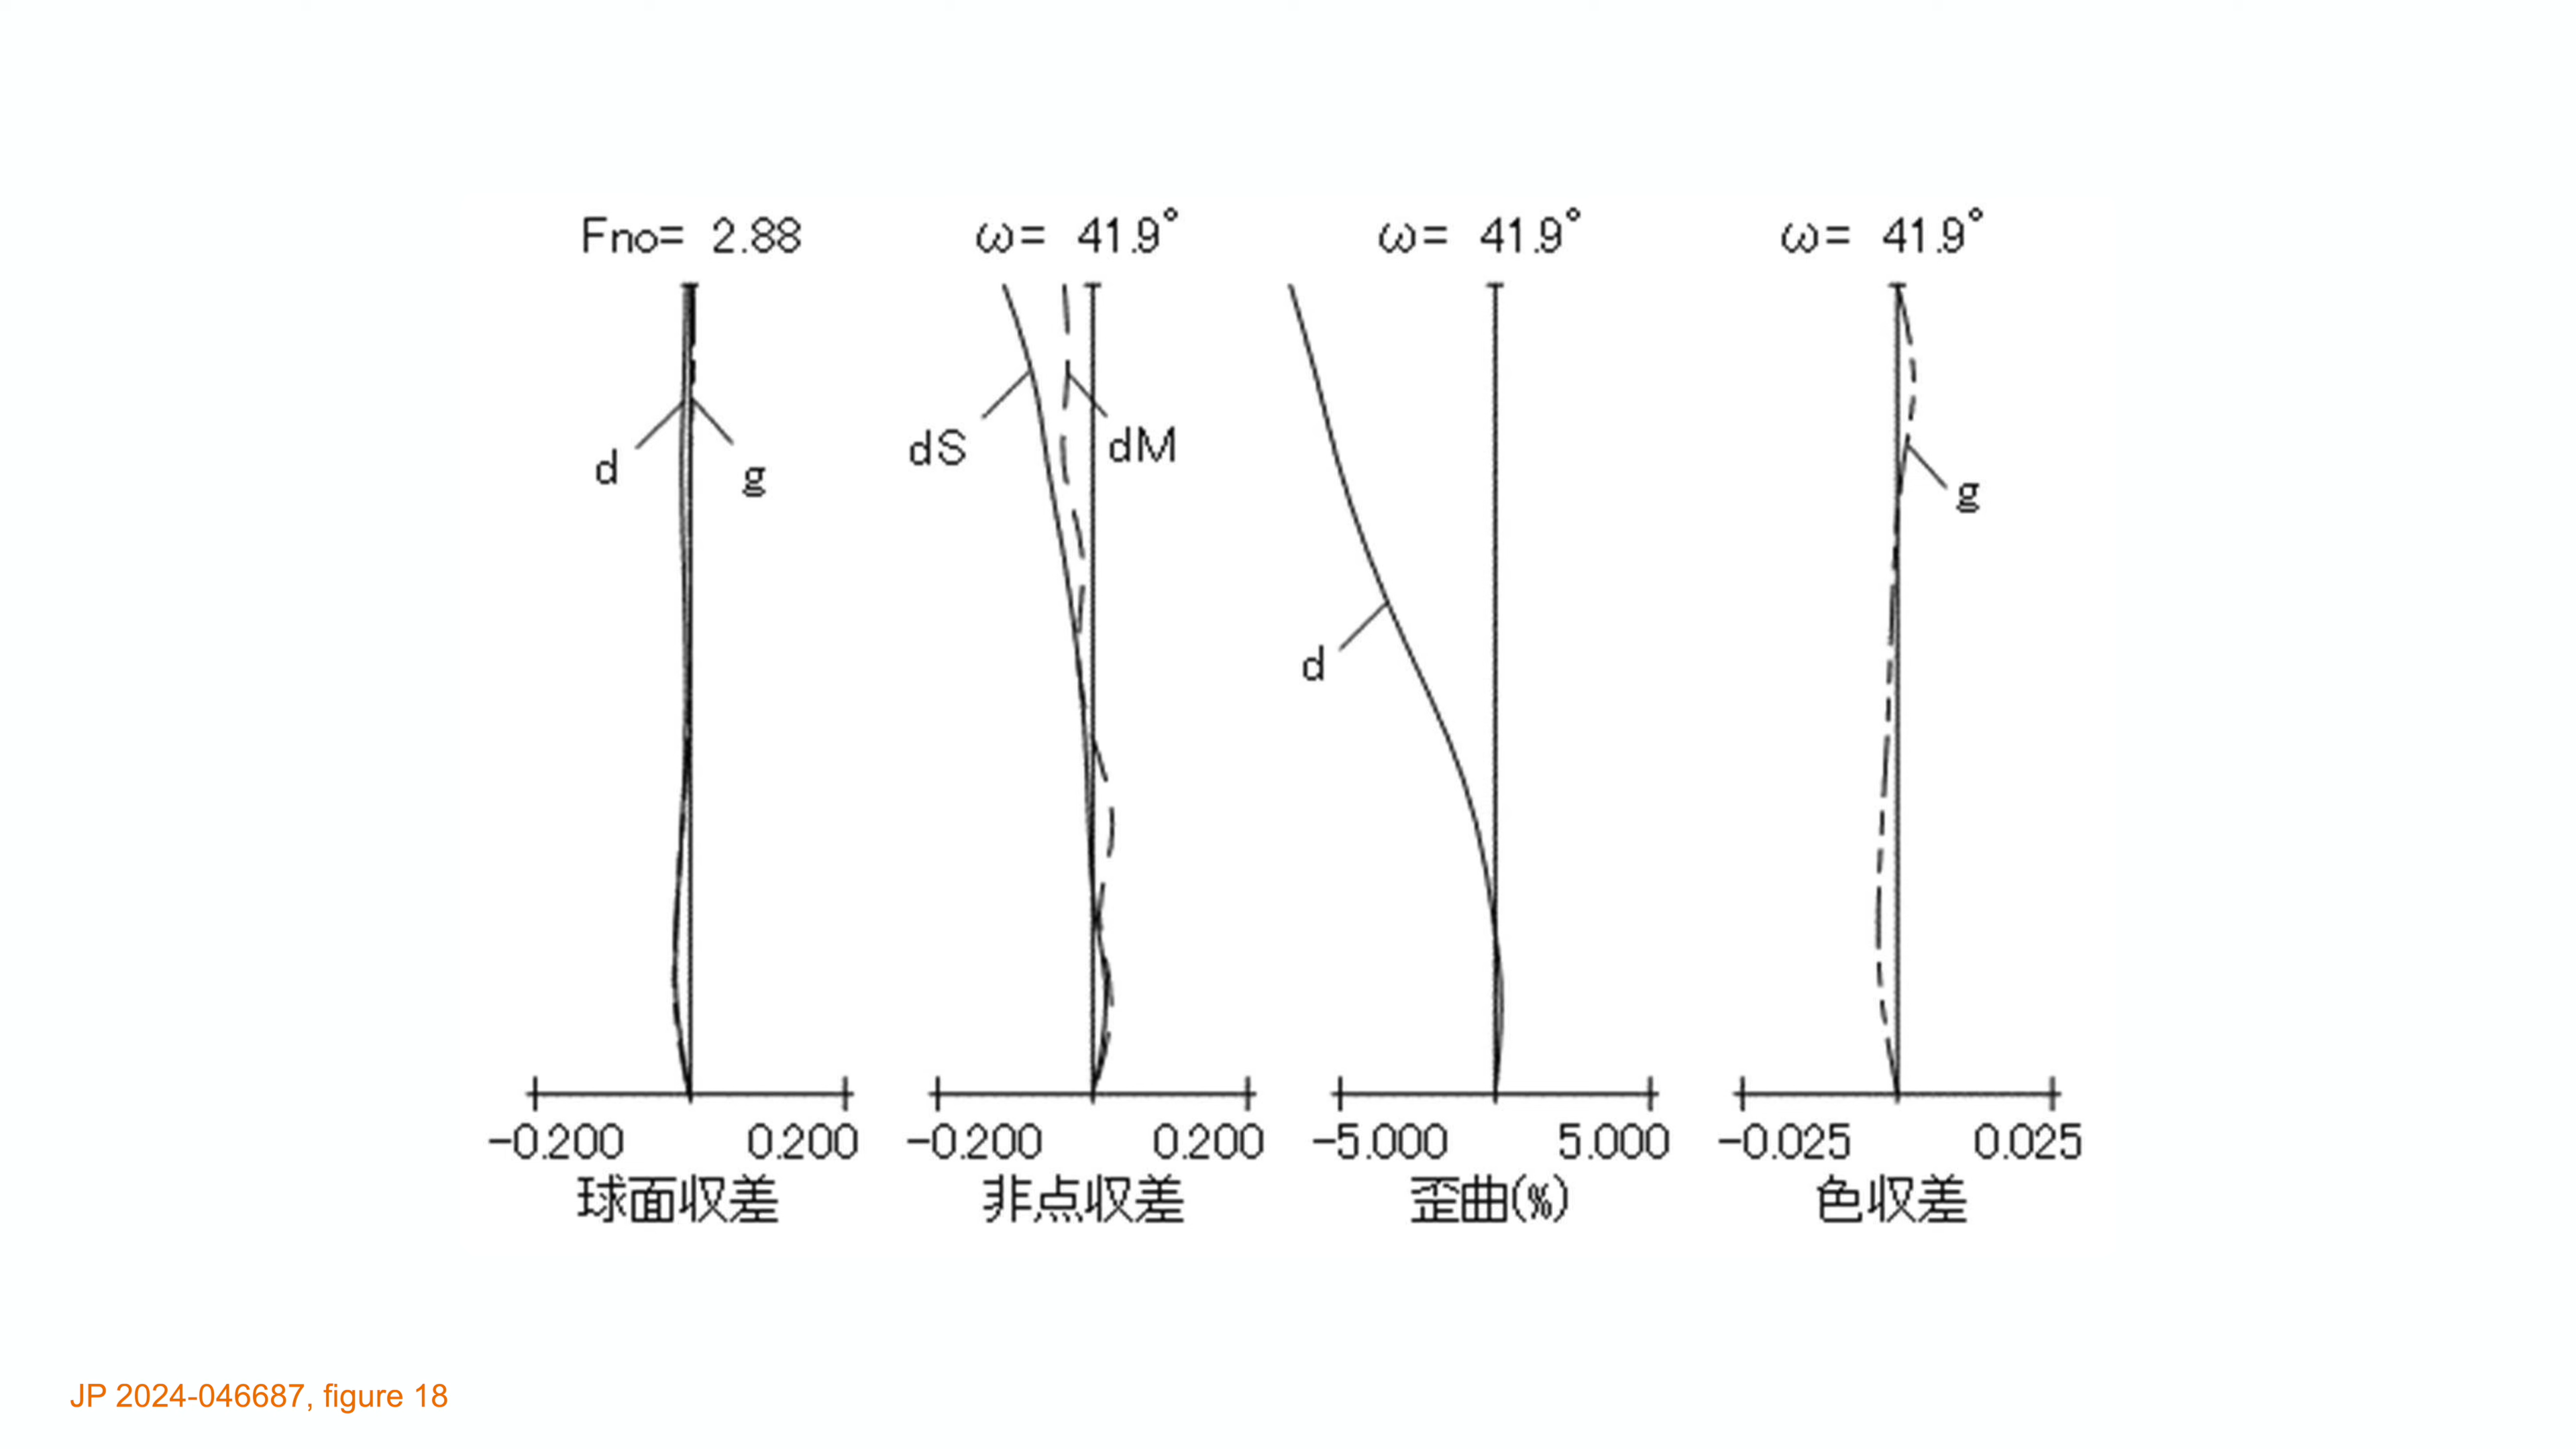 Fno= 2.88
ω= 41.9°
ω= 41.9°
ω= 41.9°
d
g
dS
dM
d
g
-0.200
0.200
球面収差
-0.200
0.200
非点収差
-5.000
5.000
歪曲(%)
-0.025
0.025
色収差
JP 2024-046687, figure 18